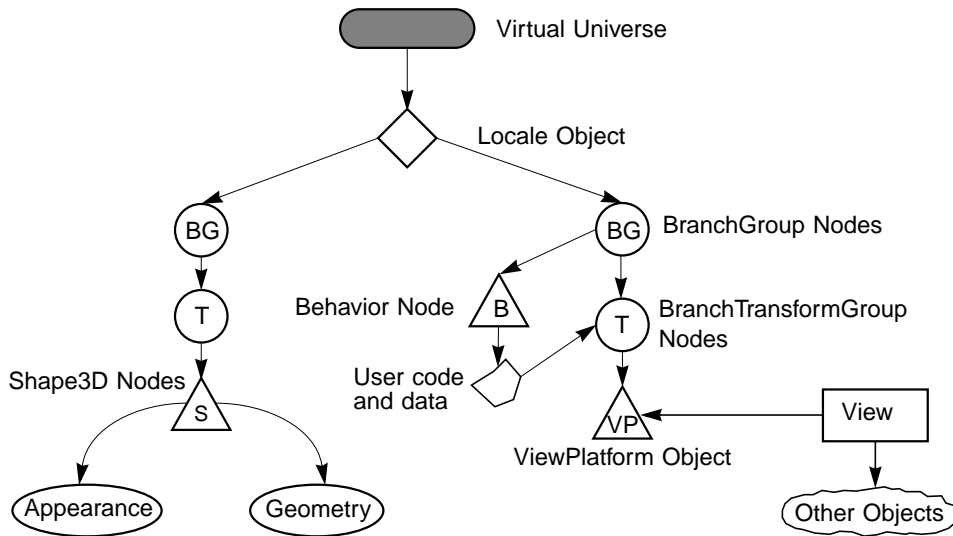 Virtual Universe
Locale Object
BG
BG
BranchGroup Nodes
Behavior Node
B
T
T
BranchTransformGroup
Nodes
Shape3D Nodes
S
User code
and data
VP
View
ViewPlatform Object
Appearance
Geometry
Other Objects